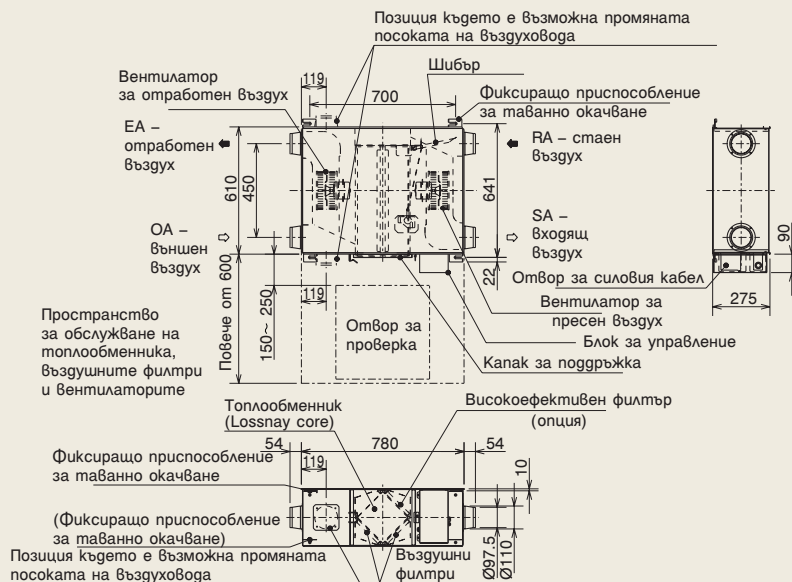 Позиция където е възможна промяната
посоката на въздуховода
Вентилатор
за отработен въздух
119
Шибър
700
Фиксиращо приспособление
за таванно окачване
EA –
отработен
въздух
RA – стаен
въздух
610
450
641
OA –
външен
въздух
SA –
входящ
въздух
90
22
Отвор за силовия кабел
275
Повече от 600
150~ 250
119
Вентилатор за
пресен въздух
Пространство
за обслужване на
топлообменника,
въздушните филтри
и вентилаторите
Отвор за
проверка
Блок за управление
Капак за поддръжка
Топлообменник
(Lossnay core)
Високоефективен филтър
(опция)
54
780
54
Фиксиращо приспособление
за таванно окачване
119
10
(Фиксиращо приспособление
за таванно окачване)
Позиция където е възможна промяната
посоката на въздуховода
Въздушни
филтри
Ø97.5
Ø110